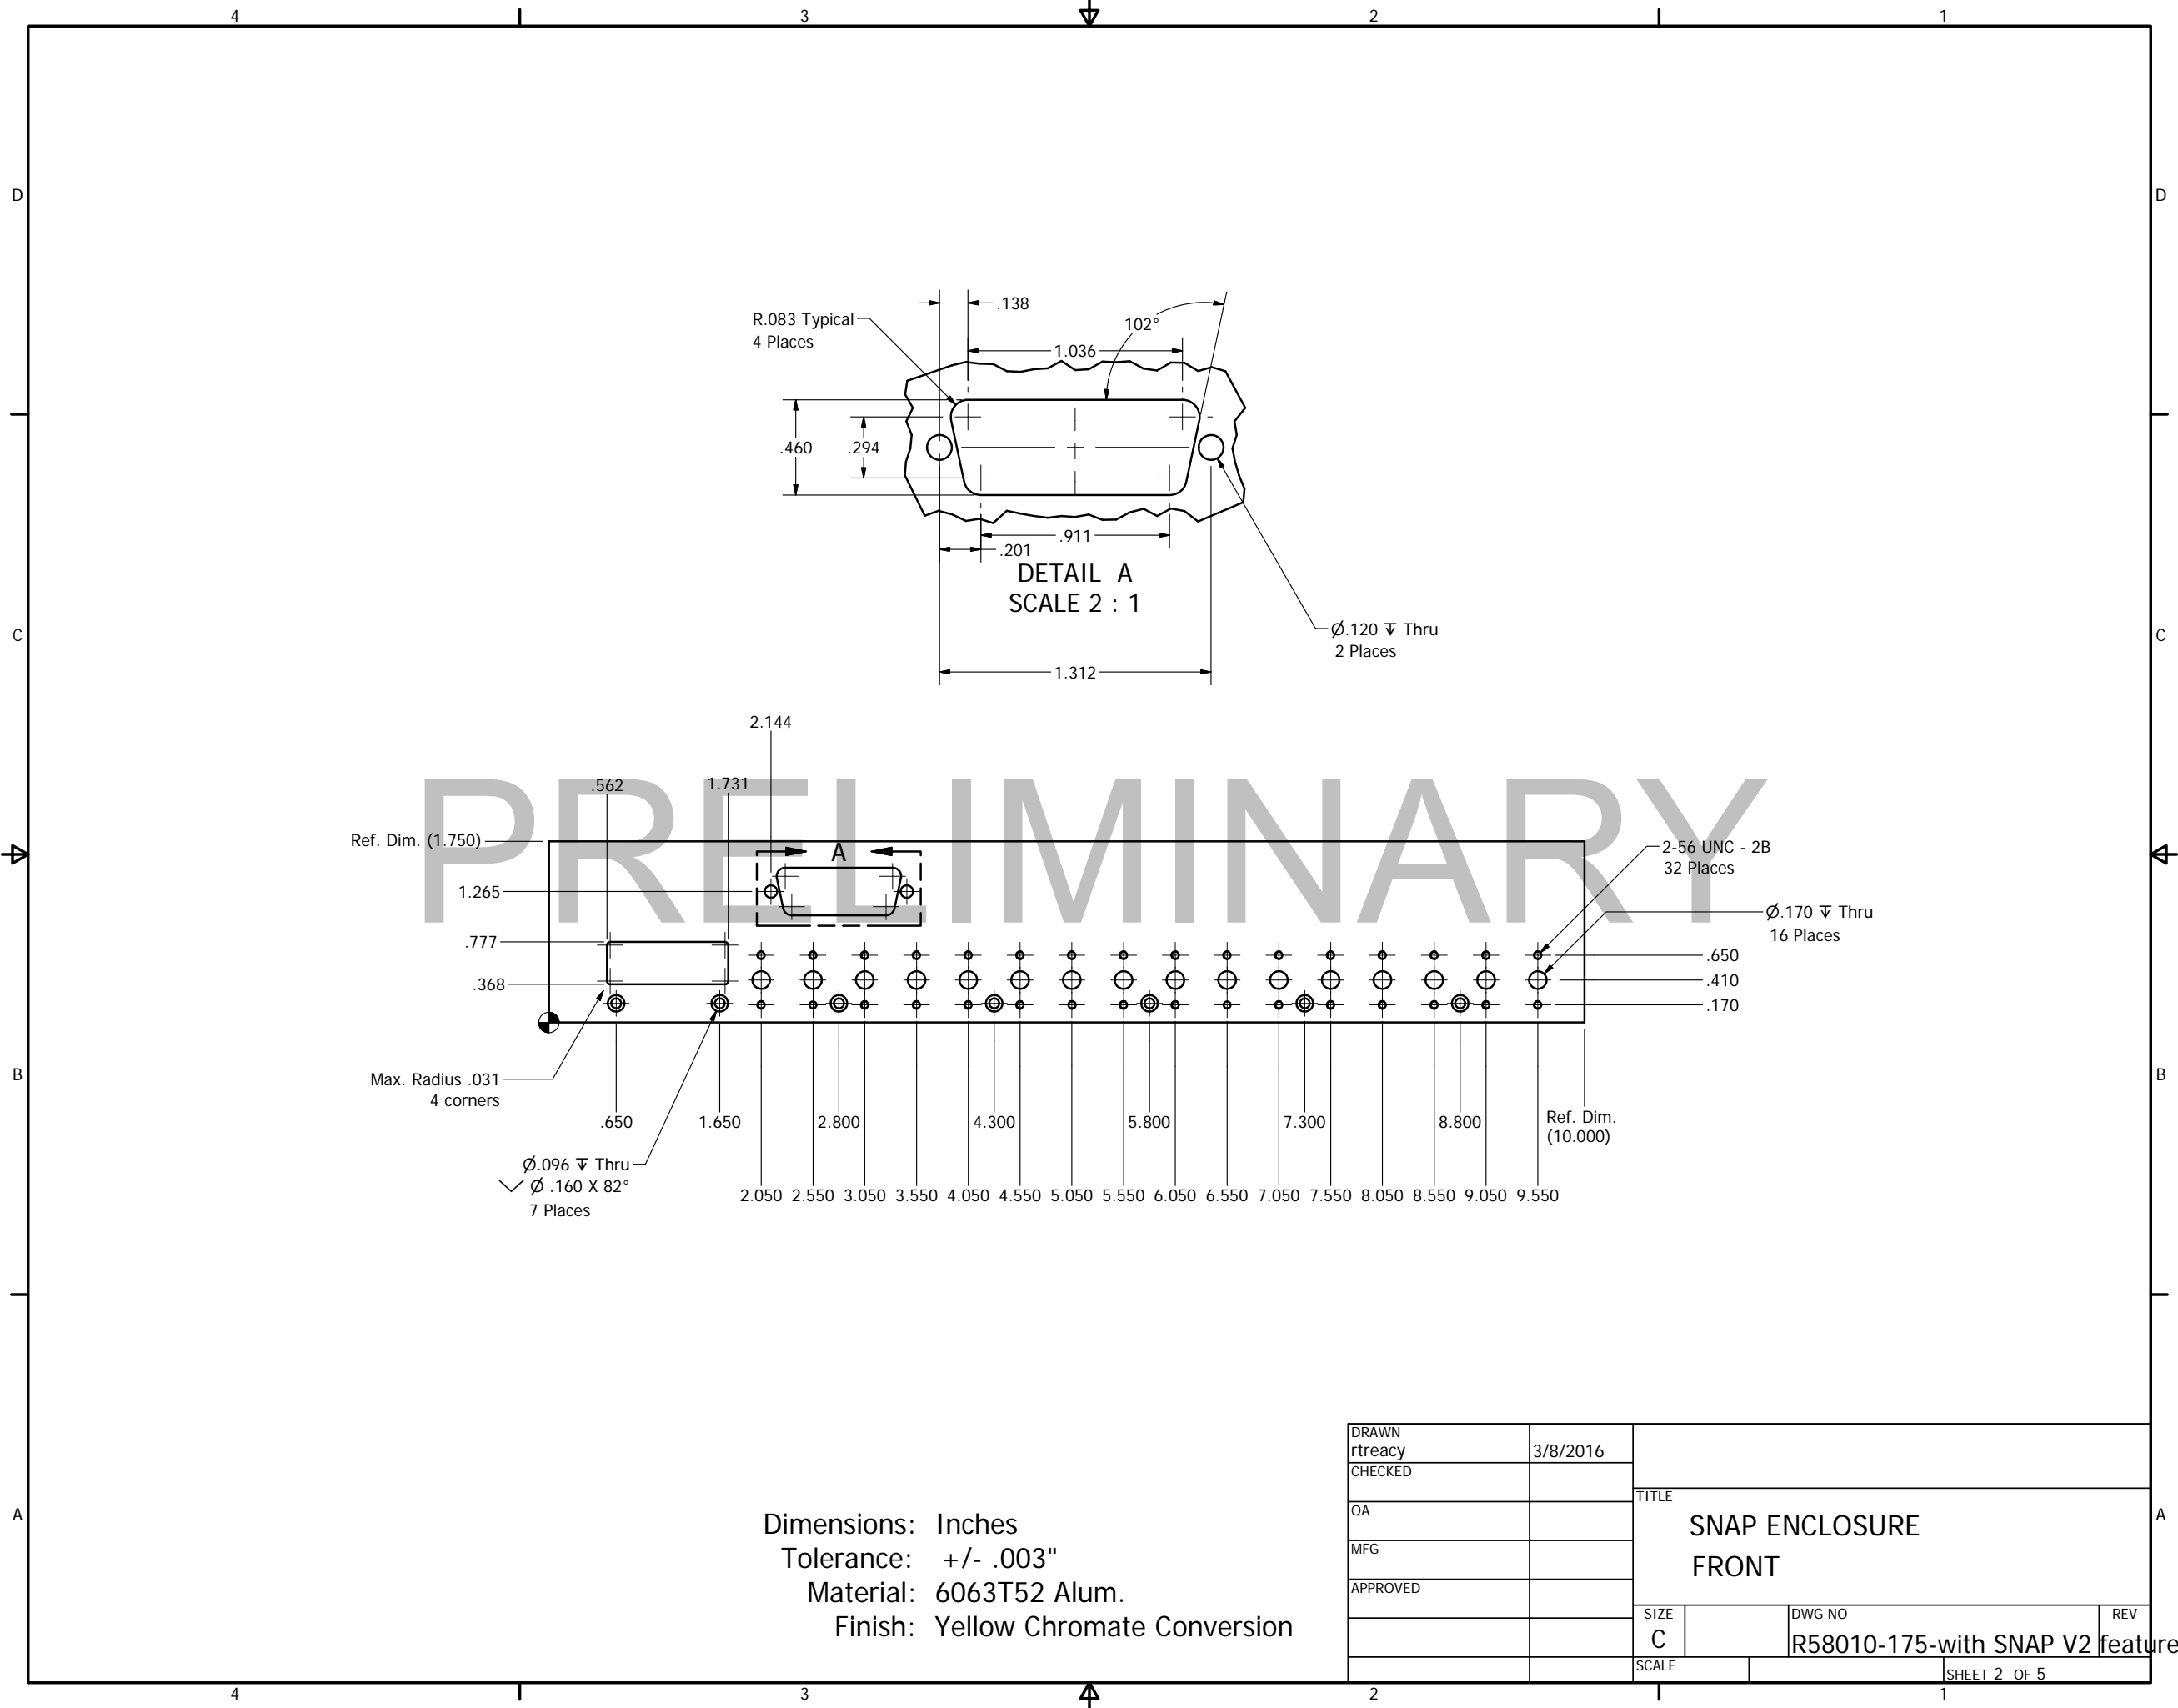 4
3
2
1
D
D
.138
R.083 Typical
4 Places
102°
1.036
.460
.294
.911
.201
DETAIL A
SCALE 2 : 1
C
C
Ø.120 ↧ Thru
2 Places
1.312
2.144
PRELIMINARY
.562
1.731
Ref. Dim. (1.750)
A
2-56 UNC - 2B
32 Places
1.265
Ø.170 ↧ Thru
16 Places
.777
.650
.368
.410
.170
B
B
Max. Radius .031
4 corners
.650
1.650
2.800
4.300
5.800
7.300
8.800
Ref. Dim.
(10.000)
Ø.096 ↧ Thru
⌵ Ø .160 X 82°
7 Places
2.050 2.550 3.050 3.550 4.050 4.550 5.050 5.550 6.050 6.550 7.050 7.550 8.050 8.550 9.050 9.550
A
A
Dimensions: Inches
Tolerance: +/- .003"
Material: 6063T52 Alum.
Finish: Yellow Chromate Conversion
DRAWN
rtreacy
3/8/2016
CHECKED
QA
MFG
APPROVED
TITLE
SNAP ENCLOSURE
FRONT
SIZE
C
DWG NO
R58010-175-with SNAP V2
REV
feature
SCALE
SHEET 2 OF 5
4
3
2
1